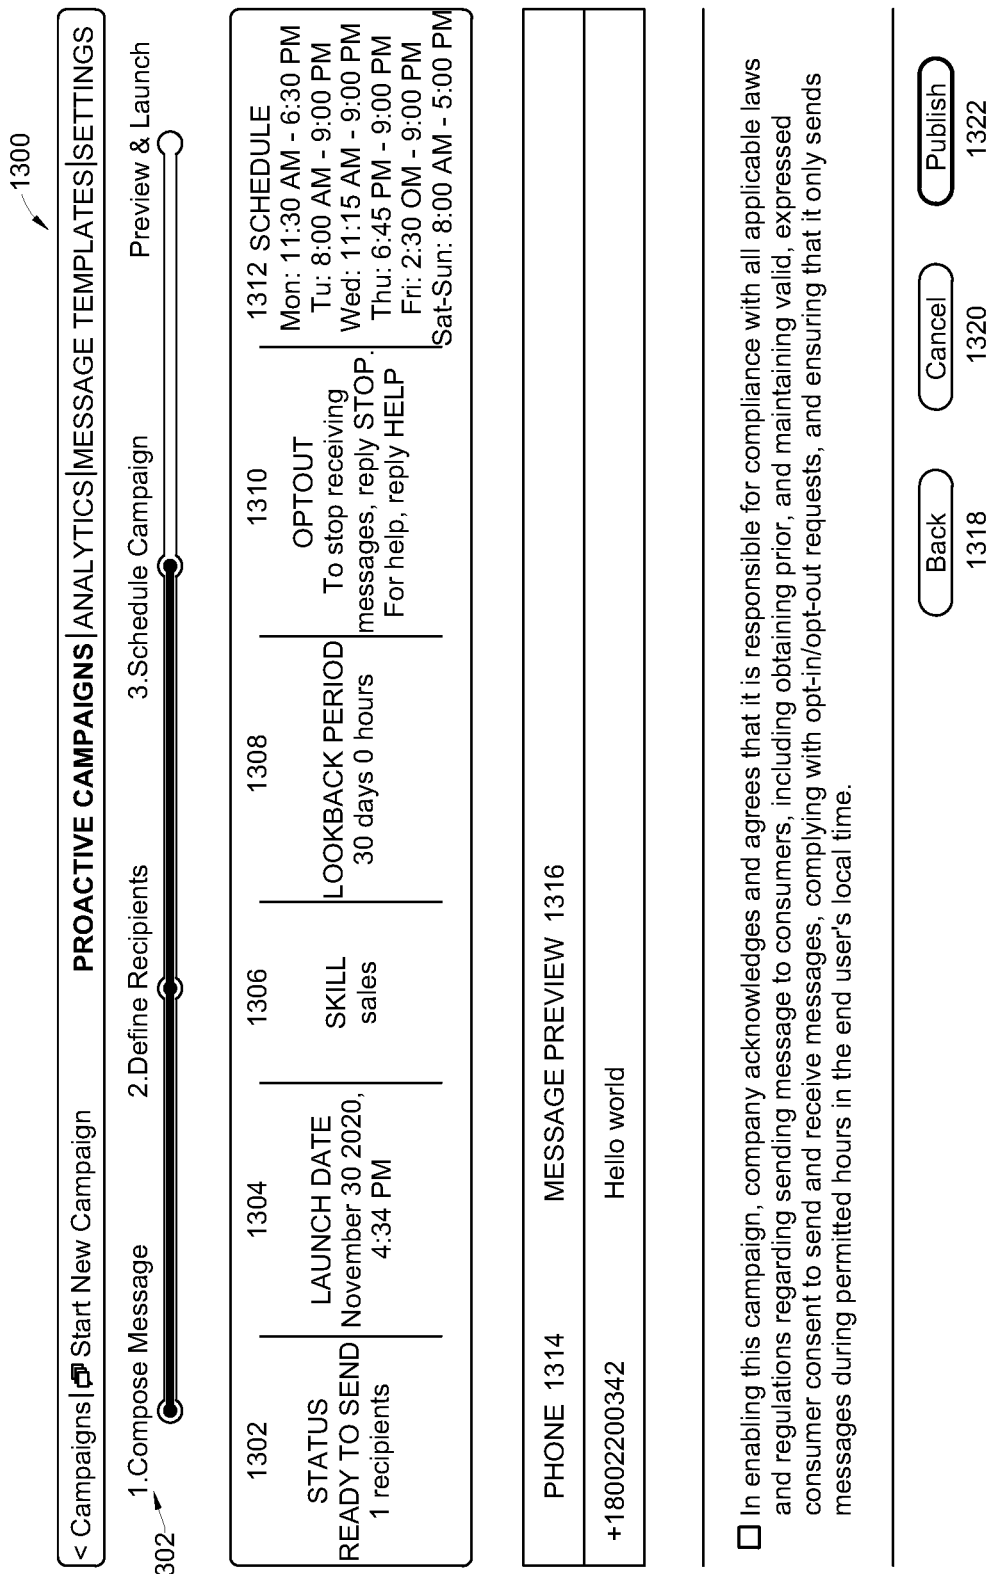 1300
< Campaigns| Start New Campaign PROACTIVE CAMPAIGNS|ANALYTICS|MESSAGE TEMPLATES|SETTINGS
302
1.Compose Message 2.Define Recipients 3.Schedule Campaign Preview & Launch
1302
STATUS
READY TO SEND
1 recipients
1304
LAUNCH DATE
November 30 2020,
4:34 PM
1306
SKILL
sales
1308
LOOKBACK PERIOD
30 days 0 hours
1310
OPTOUT
To stop receiving
messages, reply STOP.
For help, reply HELP
1312 SCHEDULE
Mon: 11:30 AM - 6:30 PM
Tu: 8:00 AM - 9:00 PM
Wed: 11:15 AM - 9:00 PM
Thu: 6:45 PM - 9:00 PM
Fri: 2:30 OM - 9:00 PM
Sat-Sun: 8:00 AM - 5:00 PM
PHONE 1314 MESSAGE PREVIEW 1316
+18002200342 Hello world
In enabling this campaign, company acknowledges and agrees that it is responsible for compliance with all applicable laws
and regulations regarding sending message to consumers, including obtaining prior, and maintaining valid, expressed
consumer consent to send and receive messages, complying with opt-in/opt-out requests, and ensuring that it only sends
messages during permitted hours in the end user's local time.
Back Cancel Publish
1318 1320 1322